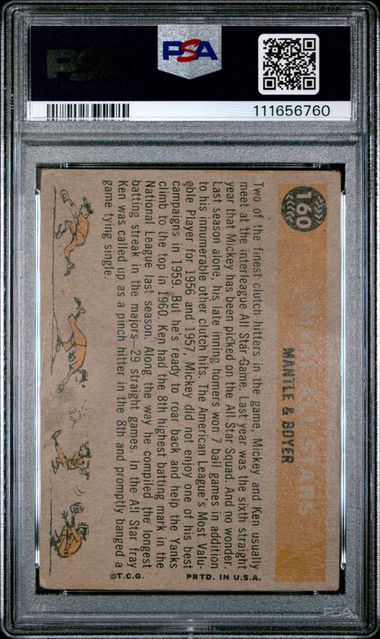 PSA
111656760
160
RIVAL ALL STARS
MANTLE & BOYER
Two of the finest clutch hitters in the game, Mickey and Ken usually
meet at the interleague All Star Game. Last year was the sixth straight
year that Mickey has been picked on the All Star Squad. And no wonder.
Last season alone, his late inning homers won 7 ball games in addition
to his innumerable other clutch hits. The American League's Most Valu-
able Player for 1956 and 1957, Mickey did not enjoy one of his best
campaigns in 1959. But he's ready to roar back and help the Yanks
climb to the top in 1960. Ken had the 8th highest batting mark in the
National League last season. Along the way he compiled the longest
batting streak in the majors—29 straight games. In the All Star fray
Ken was called up as a pinch hitter in the 8th and promptly banged a
game tying single.
©T.C.G. PRTD. IN U.S.A.
PSA